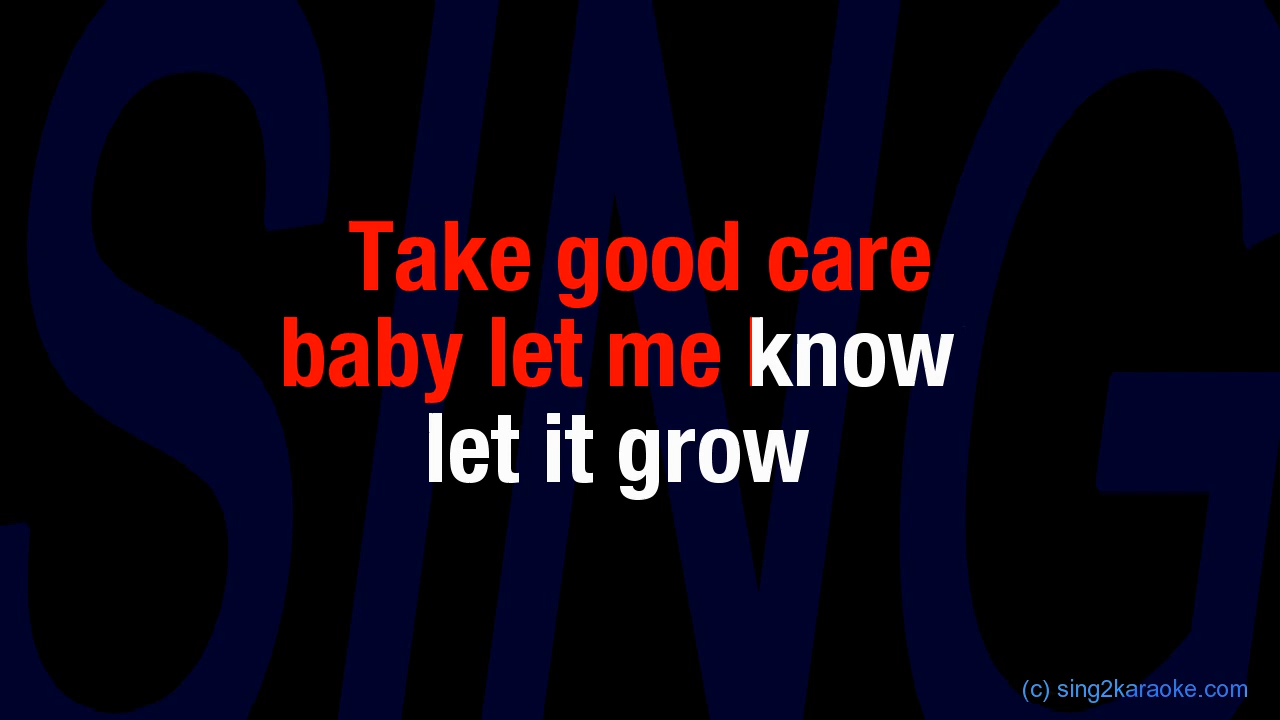 SING
Take good care
baby let me know
let it grow
(c) sing2karaoke.com